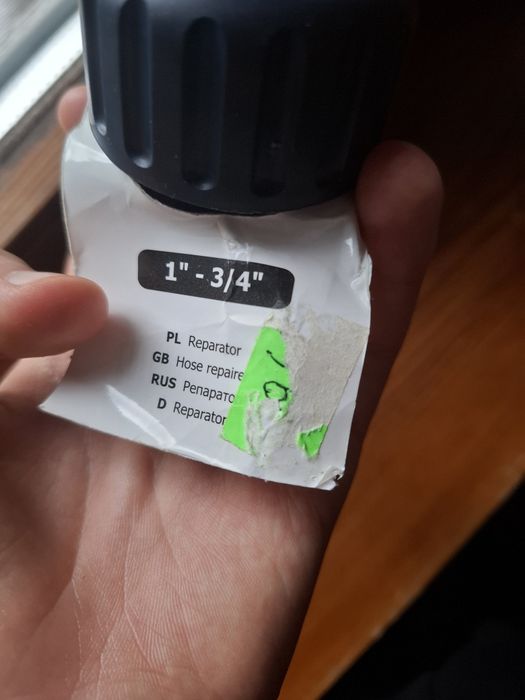 1" - 3/4"
PL Reparator
GB Hose repaire
RUS Репарато
D Reparator